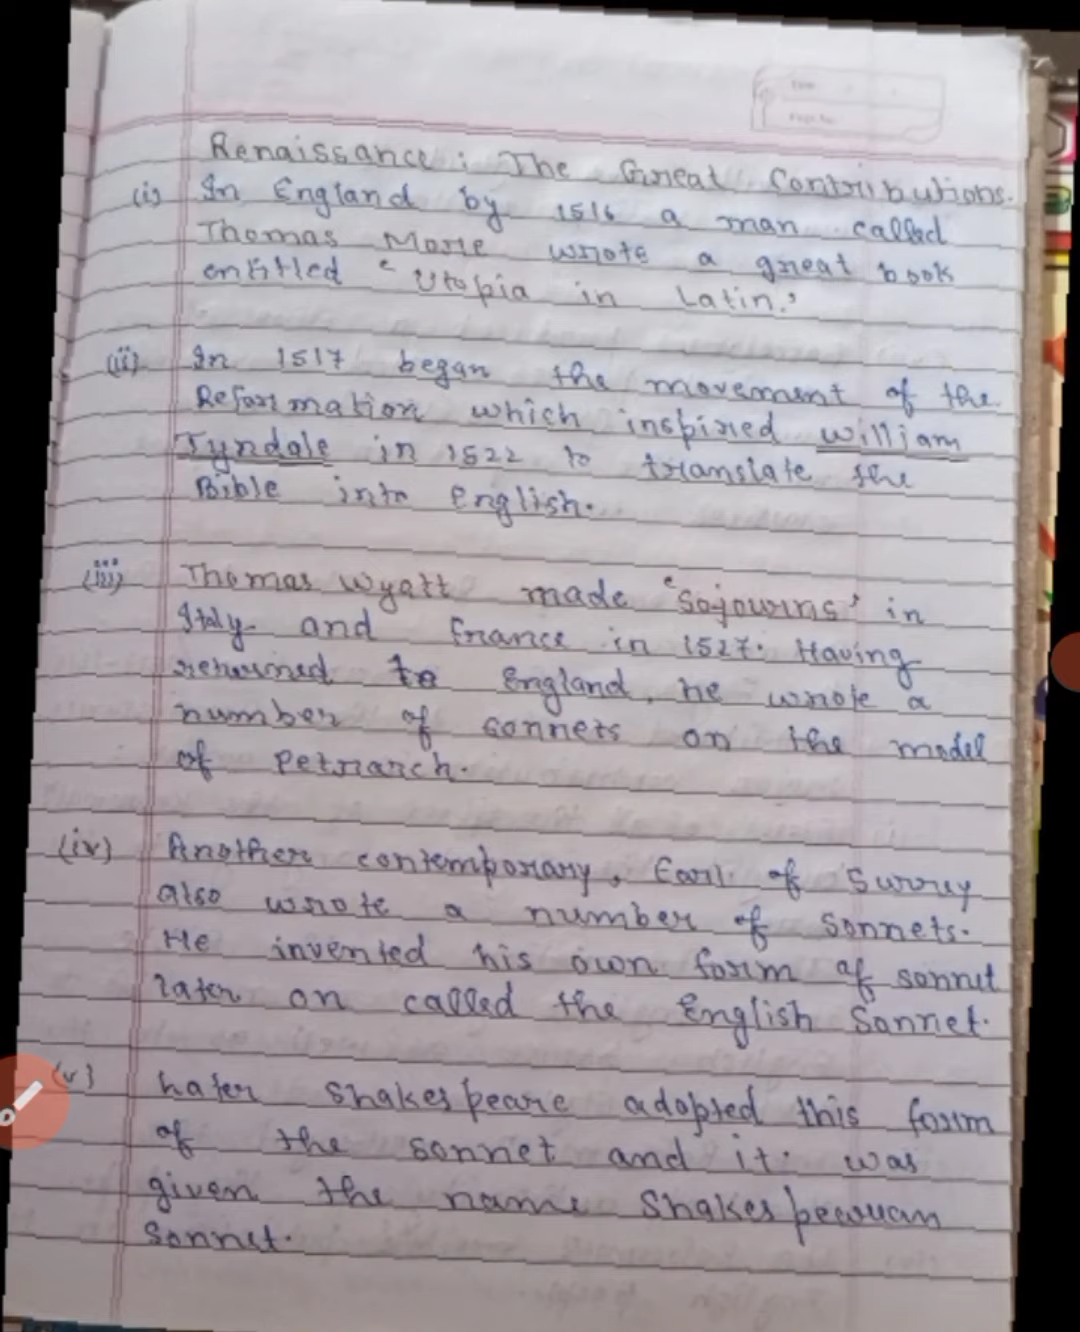 Renaissance : The Great Contributions.
(i) In England by 1516 a man called
Thomas More wrote a great book
entitled 'Utopia in Latin.'
(ii) In 1517 began the movement of the
Reformation which inspired William
Tyndale in 1522 to translate the
Bible into English.
(iii) Thomas Wyatt made 'Sojourns' in
Italy and France in 1527. Having
returned to England, he wrote a
number of sonnets on the model
of Petrarch.
(iv) Another contemporary, Earl of Surrey
also wrote a number of Sonnets.
He invented his own form of sonnet
later on called the English Sonnet.
(v) Later Shakespeare adopted this form
of the sonnet and it was
given the name Shakespearean
Sonnet.